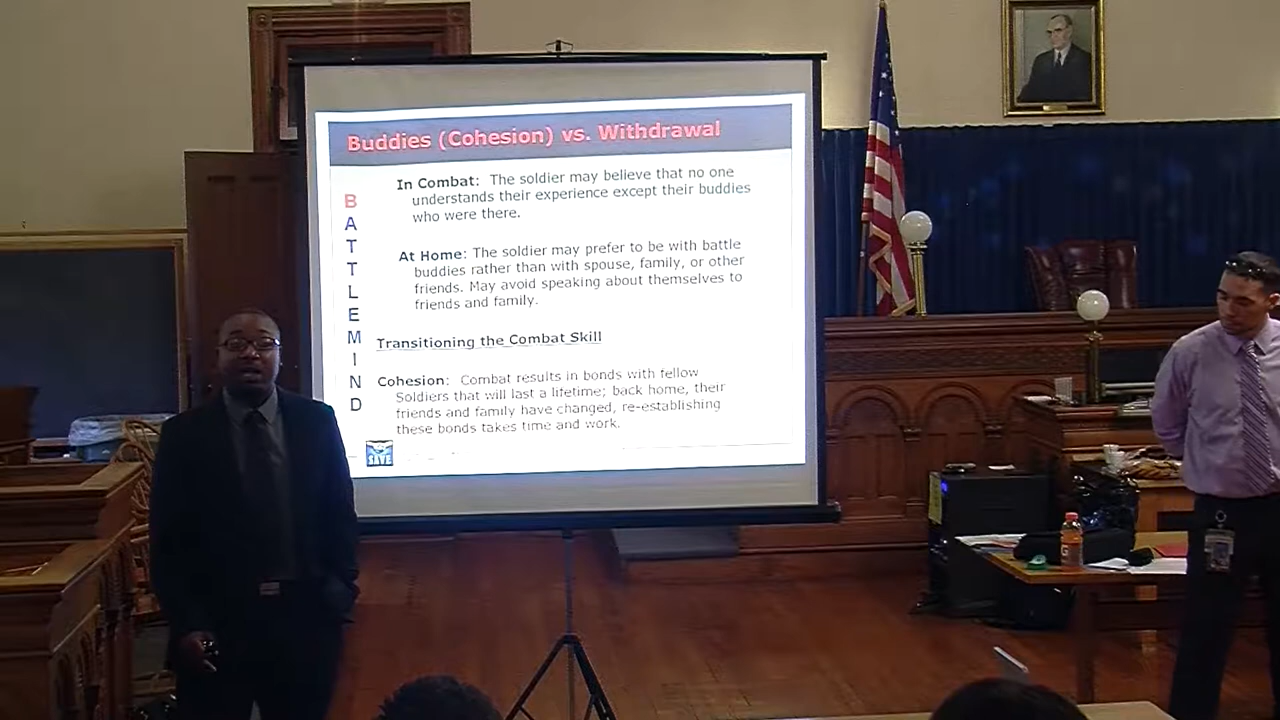 Buddies (Cohesion) vs. Withdrawal
In Combat: The soldier may believe that no one
understands their experience except their buddies
who were there.
At Home: The soldier may prefer to be with battle
buddies rather than with spouse, family, or other
friends. May avoid speaking about themselves to
friends and family.
Transitioning the Combat Skill
Cohesion: Combat results in bonds with fellow
Soldiers that will last a lifetime; back home, their
friends and family have changed, re-establishing
these bonds takes time and work.
B
A
T
T
L
E
M
I
N
D
SAVE